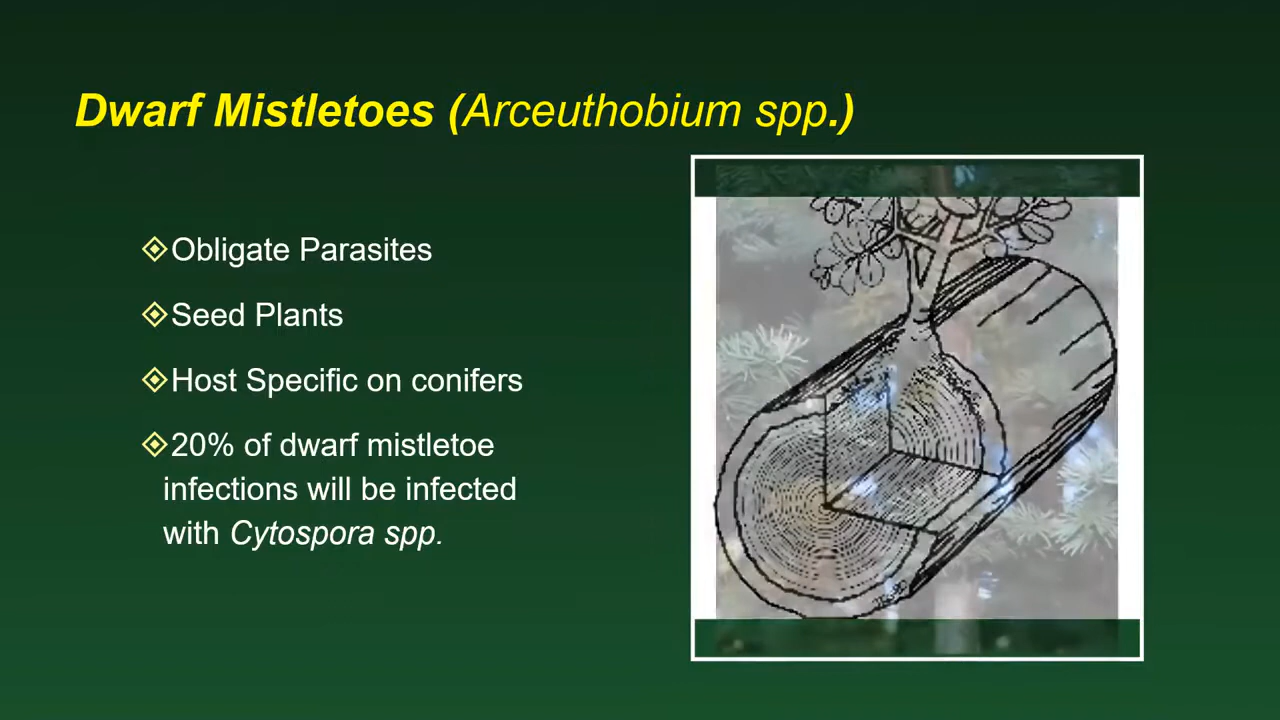 Dwarf Mistletoes (Arceuthobium spp.)
Obligate Parasites
Seed Plants
Host Specific on conifers
20% of dwarf mistletoe
infections will be infected
with Cytospora spp.